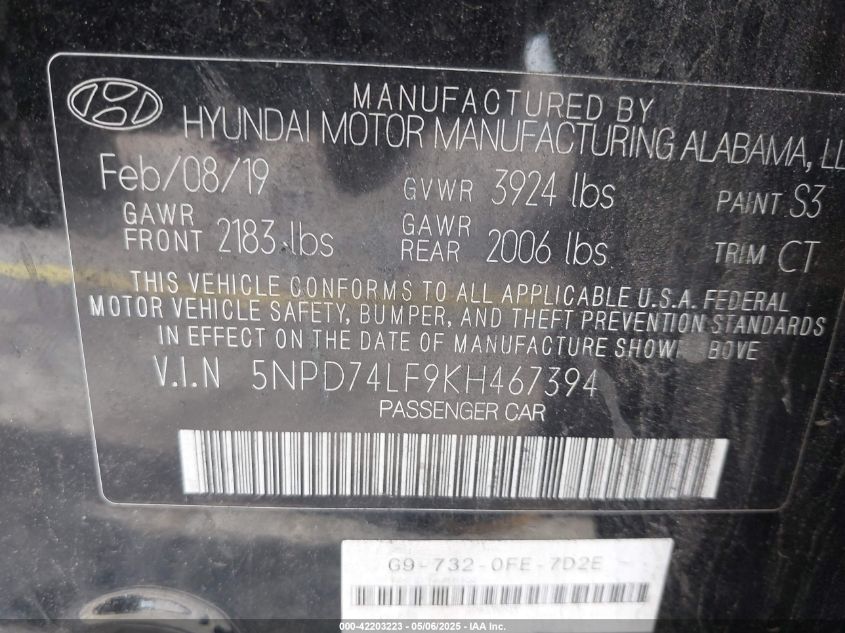 MANUFACTURED BY
HYUNDAI MOTOR MANUFACTURING ALABAMA, LL
Feb/08/19 GVWR 3924 lbs PAINT S3
GAWR FRONT 2183 lbs GAWR REAR 2006 lbs TRIM CT
THIS VEHICLE CONFORMS TO ALL APPLICABLE U.S.A. FEDERAL
MOTOR VEHICLE SAFETY, BUMPER, AND THEFT PREVENTION STANDARDS
IN EFFECT ON THE DATE OF MANUFACTURE SHOW BOVE
V.I.N 5NPD74LF9KH467394
PASSENGER CAR
G9-732-0FE-7D2E
000-42203223 - 05/06/2025 - IAA Inc.